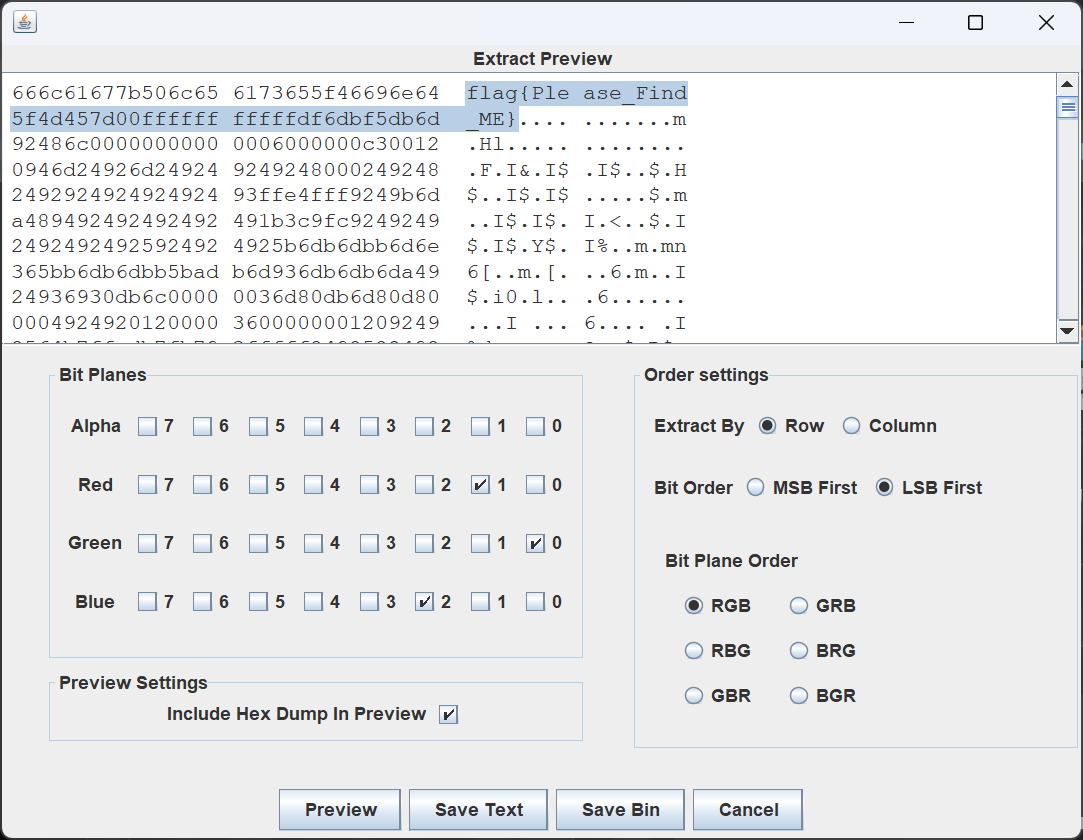 Extract Preview
666c61677b506c65 6173655f46696e64 flag{Ple ase_Find
5f4d457d00ffffff fffffdf6dbf5db6d _ME}.... .......m
92486c0000000000 0006000000c30012 .Hl..... ........
0946d24926d24924 9249248000249248 .F.I&.I$ .I$..$.H
2492924924924924 93ffe4fff9249b6d $..I$.I$ .....$.m
a489492492492492 491b3c9fc9249249 ..I$.I$. I.<..$.I
2492492492592492 4925b6db6dbb6d6e $.I$.Y$. I%..m.mn
365bb6db6dbb5bad b6d936db6db6da49 6[..m.[. ..6.m..I
24936930db6c0000 0036d80db6d80d80 $.i0.l.. .6......
0004924920120000 3600000001209249 ...I ... 6.... .I
Bit Planes
Alpha 7 6 5 4 3 2 1 0
Red 7 6 5 4 3 2 1 0
Green 7 6 5 4 3 2 1 0
Blue 7 6 5 4 3 2 1 0
Preview Settings
Include Hex Dump In Preview
Order settings
Extract By Row Column
Bit Order MSB First LSB First
Bit Plane Order
RGB GRB
RBG BRG
GBR BGR
Preview Save Text Save Bin Cancel